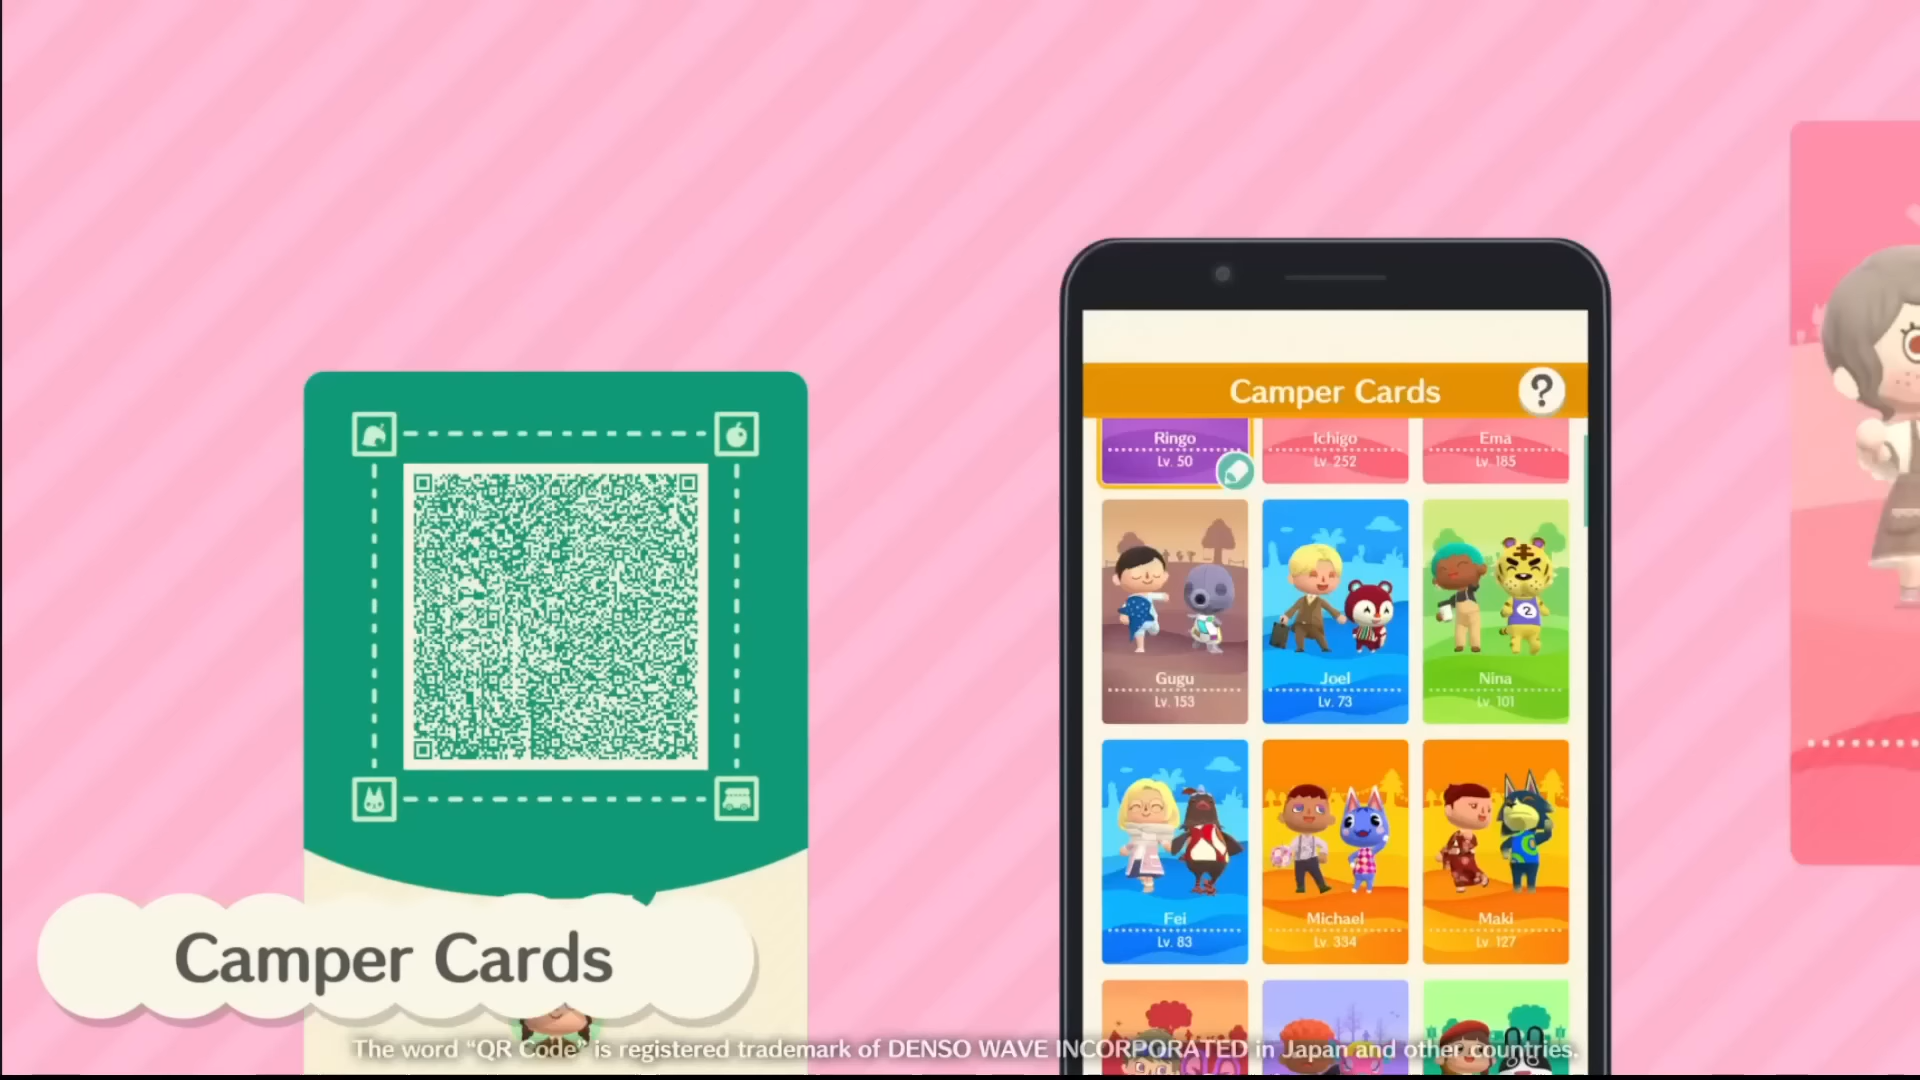 Camper Cards
?
Ringo
Lv. 50
Ichigo
Lv. 252
Ema
Lv. 185
Gugu
Lv. 153
Joel
Lv. 73
2
Nina
Lv. 101
Fei
Lv. 83
Michael
Lv. 334
Maki
Lv. 127
Camper Cards
The word “QR Code” is registered trademark of DENSO WAVE INCORPORATED in Japan and other countries.